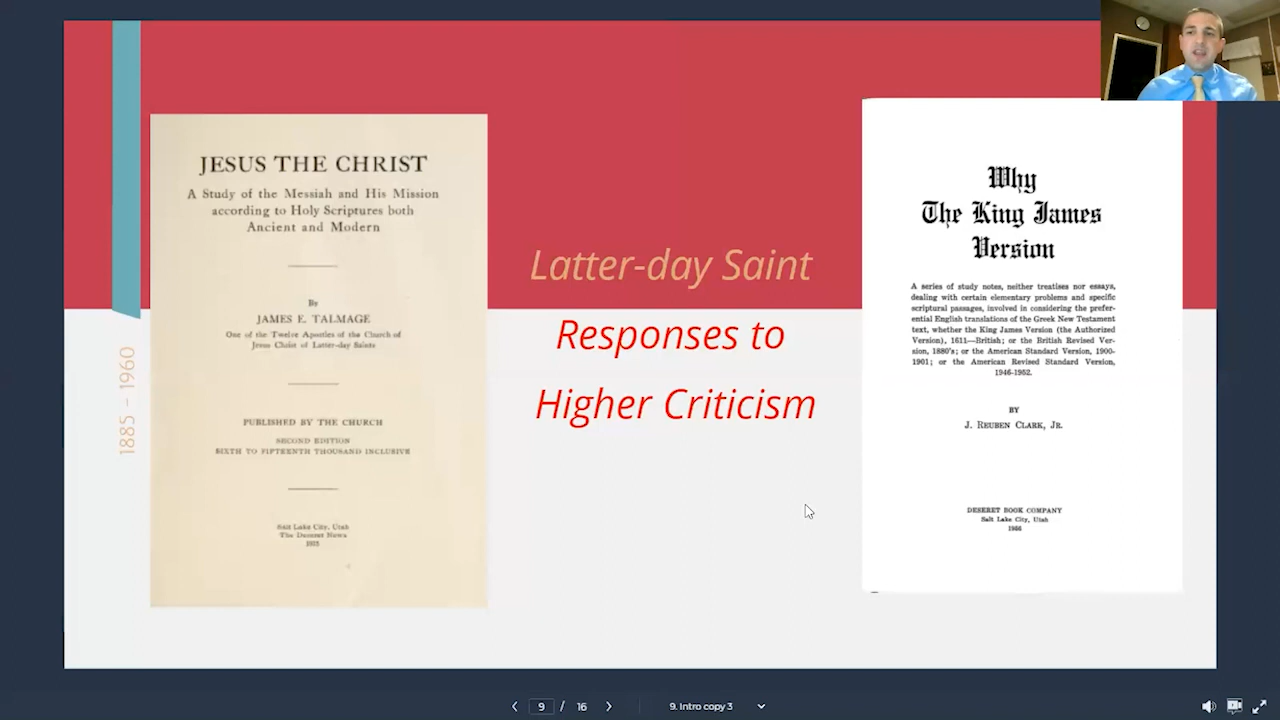 JESUS THE CHRIST
A Study of the Messiah and His Mission
according to Holy Scriptures both
Ancient and Modern
By
JAMES E. TALMAGE
One of the Twelve Apostles of the Church of
Jesus Christ of Latter-day Saints
PUBLISHED BY THE CHURCH
SECOND EDITION
SIXTH TO FIFTEENTH THOUSAND INCLUSIVE
Salt Lake City, Utah
The Deseret News
1885 – 1960
Latter-day Saint
Responses to
Higher Criticism
Why
The King James
Version
A series of study notes, neither treatises nor essays,
dealing with certain elementary problems and specific
scriptural passages, involved in considering the prefer-
ential English translations of the Greek New Testament
text, whether the King James Version (the Authorized
Version), 1611—British; or the British Revised Ver-
sion, 1880's; or the American Standard Version, 1900-
1901; or the American Revised Standard Version,
1946-1952.
BY
J. REUBEN CLARK, JR.
DESERET BOOK COMPANY
Salt Lake City, Utah
1956
9 / 16
9. Intro copy 3